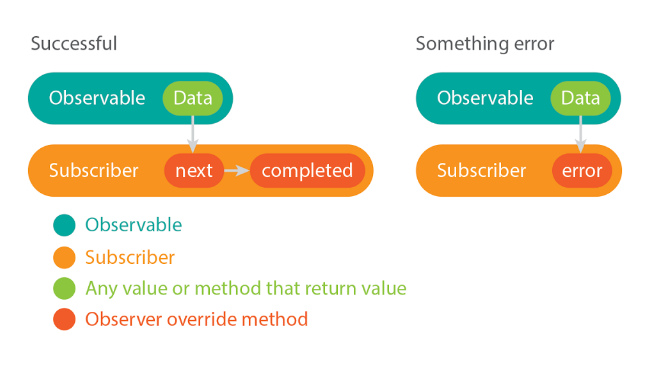 Successful
Something error
Observable
Data
Observable
Data
Subscriber
next
completed
Subscriber
error
Observable
Subscriber
Any value or method that return value
Observer override method